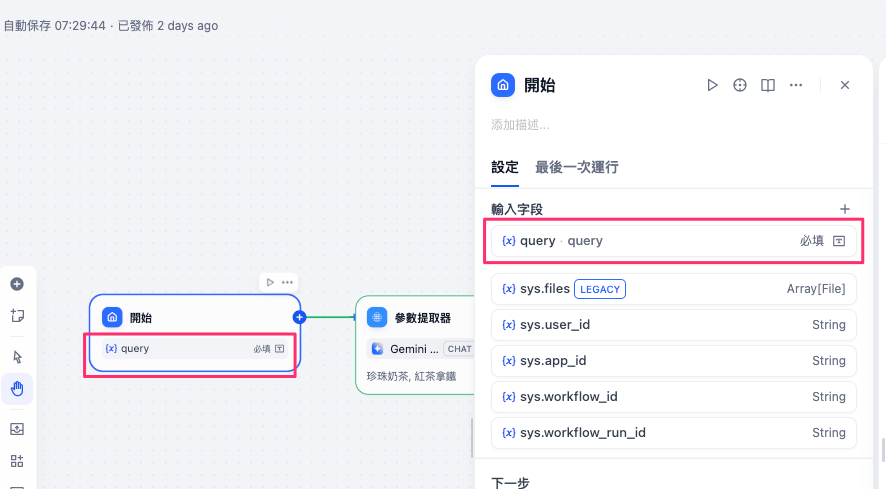 自動保存 07:29:44 · 已發佈 2 days ago
開始
{x} query
必填
參數提取器
Gemini ...
CHAT
珍珠奶茶, 紅茶拿鐵
開始
添加描述...
設定
最後一次運行
輸入字段
{x} query · query 必填
{x} sys.files LEGACY Array[File]
{x} sys.user_id String
{x} sys.app_id String
{x} sys.workflow_id String
{x} sys.workflow_run_id String
下一步